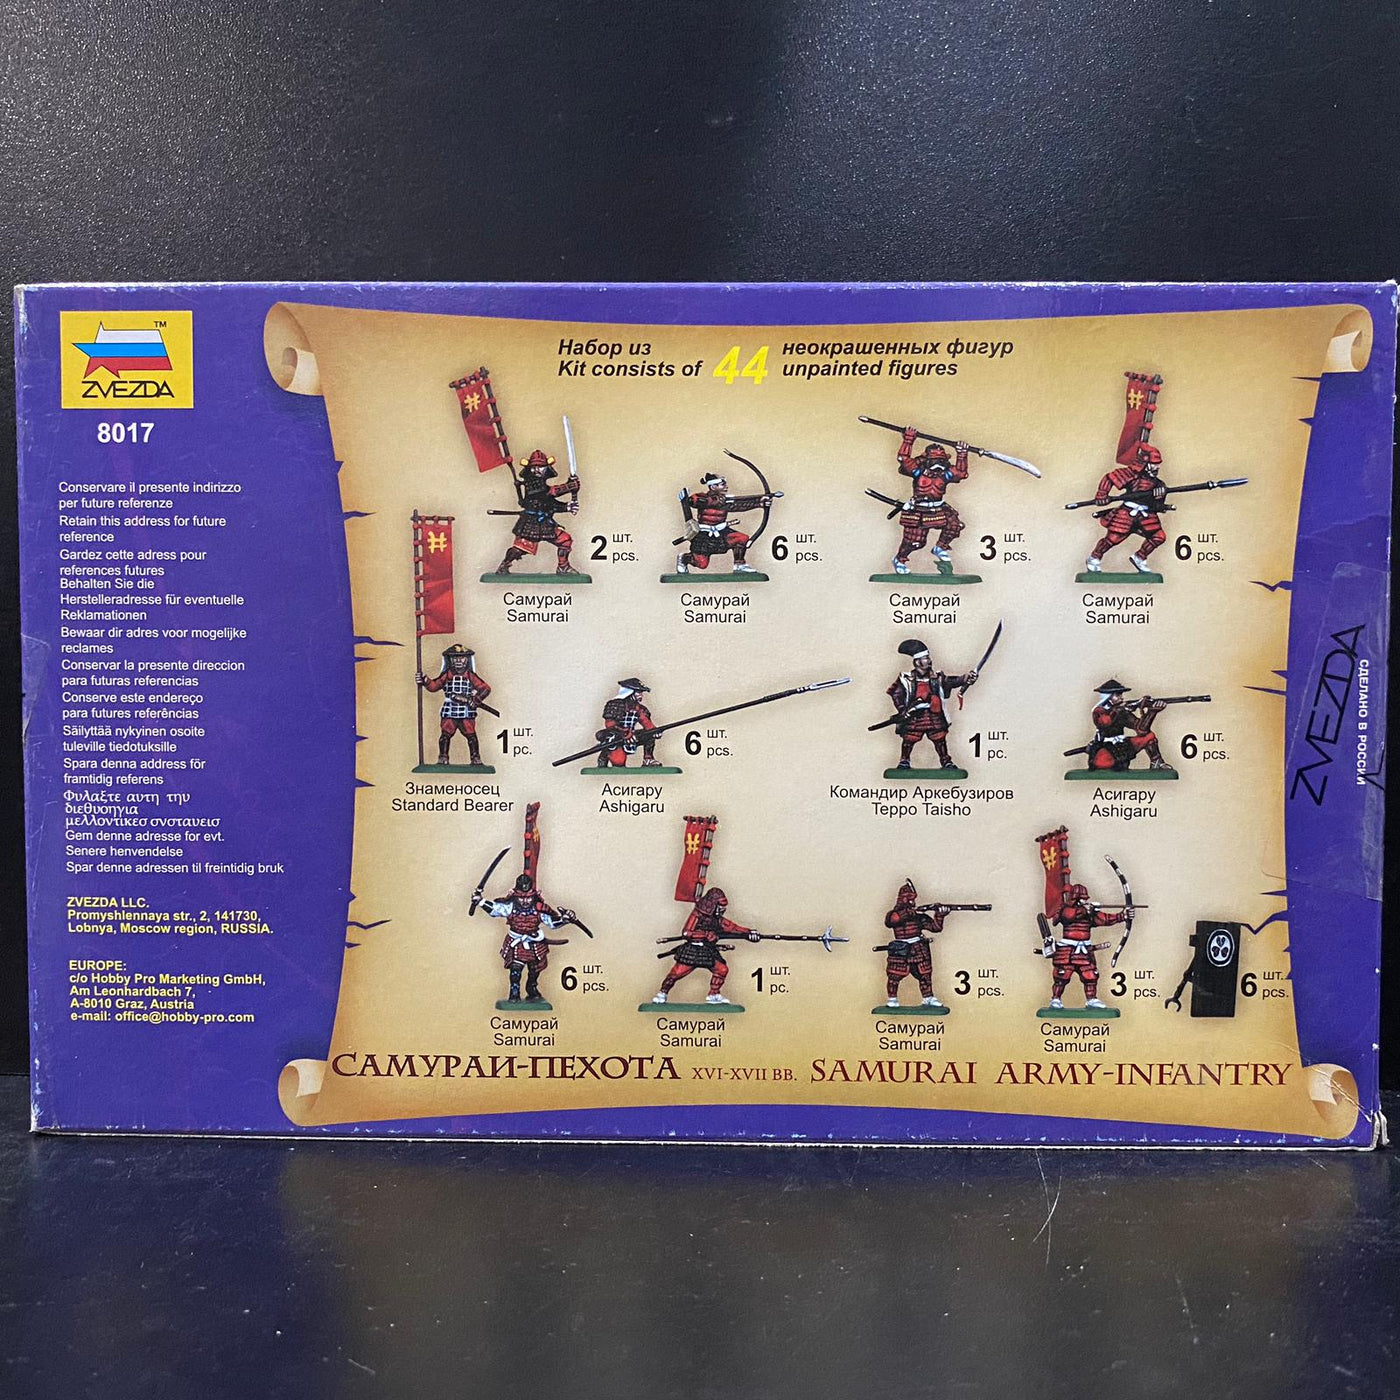 TM
ZVEZDA
8017
Conservare il presente indirizzo
per future referenze
Retain this address for future
reference
Gardez cette adress pour
references futures
Behalten Sie die
Herstelleradresse für eventuelle
Reklamationen
Bewaar dir adres voor mogelijke
reclames
Conservar la presente direccion
para futuras referencias
Conserve este endereço
para futures referências
Säilyttää nykyinen osoite
tuleville tiedotuksille
Spara denna address för
framtidig referens
Φυλαξτε αυτη την
διεθυοηγια
μελλοντικεσ συσταυεισ
Gem denne adresse for evt.
Senere henvendelse
Spar denne adressen til freintidig bruk
ZVEZDA LLC.
Promyshlennaya str., 2, 141730,
Lobnya, Moscow region, RUSSIA.
EUROPE:
c/o Hobby Pro Marketing GmbH,
Am Leonhardbach 7,
A-8010 Graz, Austria
e-mail: office@hobby-pro.com
Набор из 44 неокрашенных фигур
Kit consists of 44 unpainted figures
2 шт. pcs.
Самурай
Samurai
6 шт. pcs.
Самурай
Samurai
3 шт. pcs.
Самурай
Samurai
6 шт. pcs.
Самурай
Samurai
1 шт. pc.
Знаменосец
Standard Bearer
6 шт. pcs.
Асигару
Ashigaru
1 шт. pc.
Командир Аркебузиров
Teppo Taisho
6 шт. pcs.
Асигару
Ashigaru
6 шт. pcs.
Самурай
Samurai
1 шт. pc.
Самурай
Samurai
3 шт. pcs.
Самурай
Samurai
3 шт. pcs.
Самурай
Samurai
6 шт. pcs.
САМУРАИ-ПЕХОТА XVI-XVII ВВ. SAMURAI ARMY-INFANTRY
ZVEZDA
СДЕЛАНО В РОССИИ